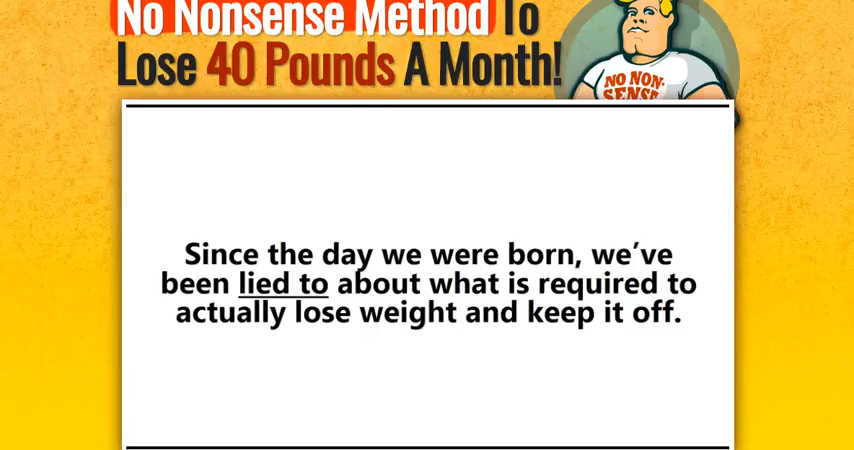 No Nonsense Method To
Lose 40 Pounds A Month!
NO NON-
SENSE
Since the day we were born, we’ve
been lied to about what is required to
actually lose weight and keep it off.